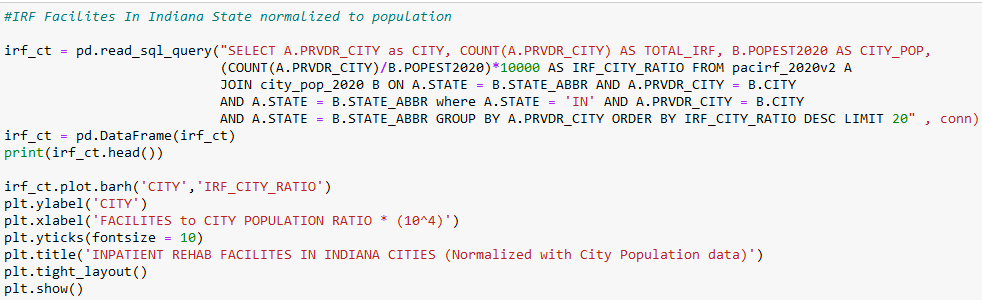 #IRF Facilites In Indiana State normalized to population
irf_ct = pd.read_sql_query("SELECT A.PRVDR_CITY as CITY, COUNT(A.PRVDR_CITY) AS TOTAL_IRF, B.POPEST2020 AS CITY_POP,
(COUNT(A.PRVDR_CITY)/B.POPEST2020)*10000 AS IRF_CITY_RATIO FROM pacirf_2020v2 A
JOIN city_pop_2020 B ON A.STATE = B.STATE_ABBR AND A.PRVDR_CITY = B.CITY
AND A.STATE = B.STATE_ABBR where A.STATE = 'IN' AND A.PRVDR_CITY = B.CITY
AND A.STATE = B.STATE_ABBR GROUP BY A.PRVDR_CITY ORDER BY IRF_CITY_RATIO DESC LIMIT 20" , conn)
irf_ct = pd.DataFrame(irf_ct)
print(irf_ct.head())
irf_ct.plot.barh('CITY','IRF_CITY_RATIO')
plt.ylabel('CITY')
plt.xlabel('FACILITES to CITY POPULATION RATIO * (10^4)')
plt.yticks(fontsize = 10)
plt.title('INPATIENT REHAB FACILITES IN INDIANA CITIES (Normalized with City Population data)')
plt.tight_layout()
plt.show()